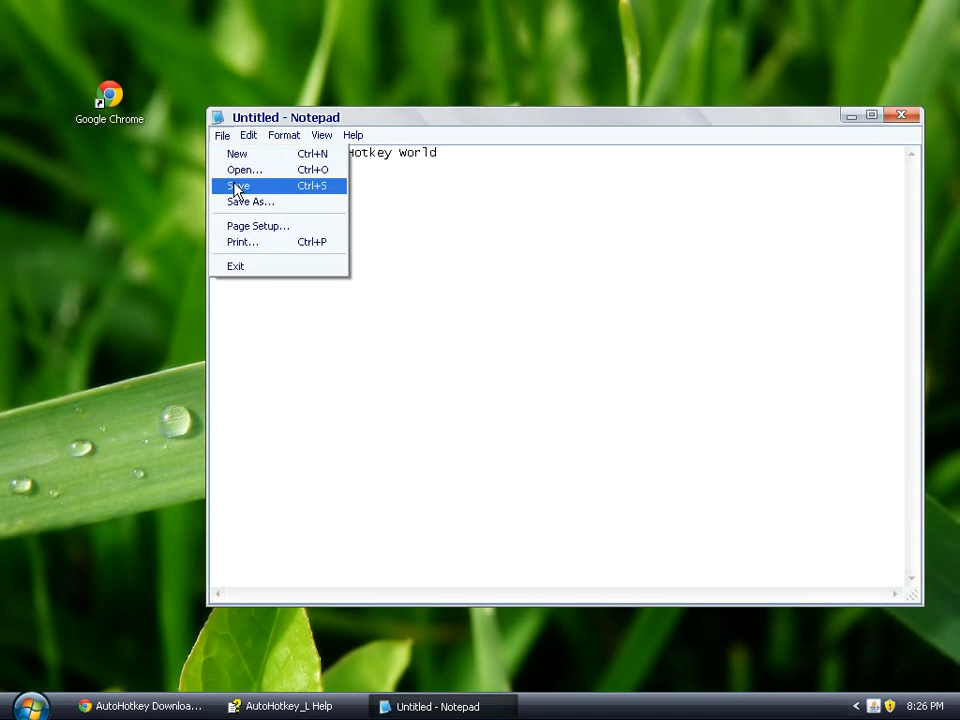 Google Chrome
Untitled - Notepad
File Edit Format View Help
Hotkey World
New Ctrl+N
Open... Ctrl+O
Save Ctrl+S
Save As...
Page Setup...
Print... Ctrl+P
Exit
AutoHotkey Downloa...
AutoHotkey_L Help
Untitled - Notepad
8:26 PM